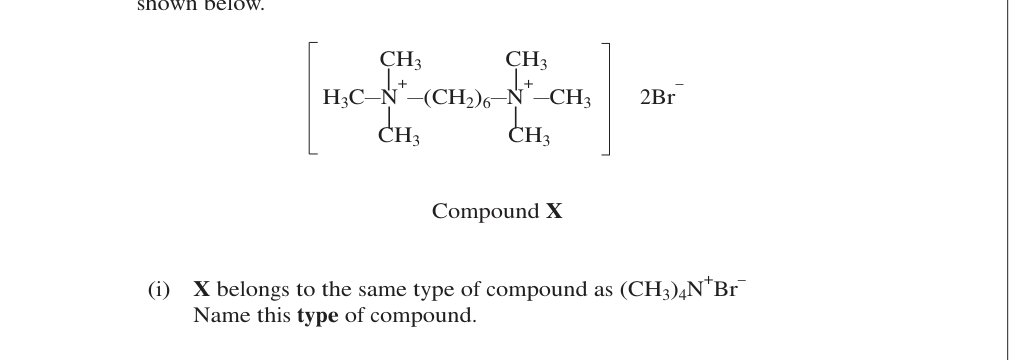 shown below.
CH₃ CH₃
H₃C–N⁺–(CH₂)₆–N⁺–CH₃ 2Br⁻
CH₃ CH₃
Compound X
(i) X belongs to the same type of compound as (CH₃)₄N⁺Br⁻
Name this type of compound.